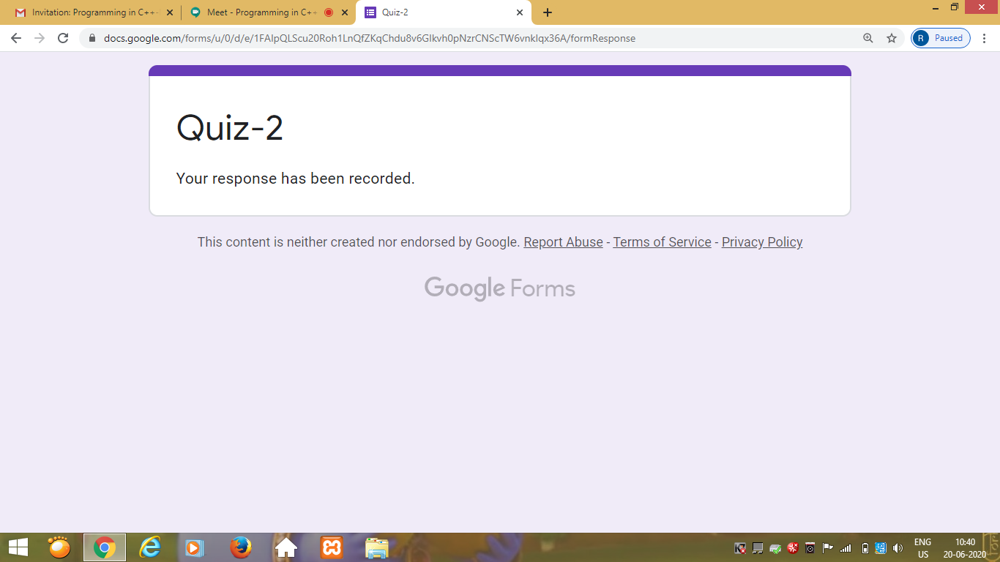 Invitation: Programming in C++
Meet - Programming in C++
Quiz-2
docs.google.com/forms/u/0/d/e/1FAIpQLScu20Roh1LnQfZKqChdu8v6GIkvh0pNzrCNScTW6vnkIqx36A/formResponse
R Paused
Quiz-2
Your response has been recorded.
This content is neither created nor endorsed by Google. Report Abuse - Terms of Service - Privacy Policy
Google Forms
ENG
US
10:40
20-06-2020